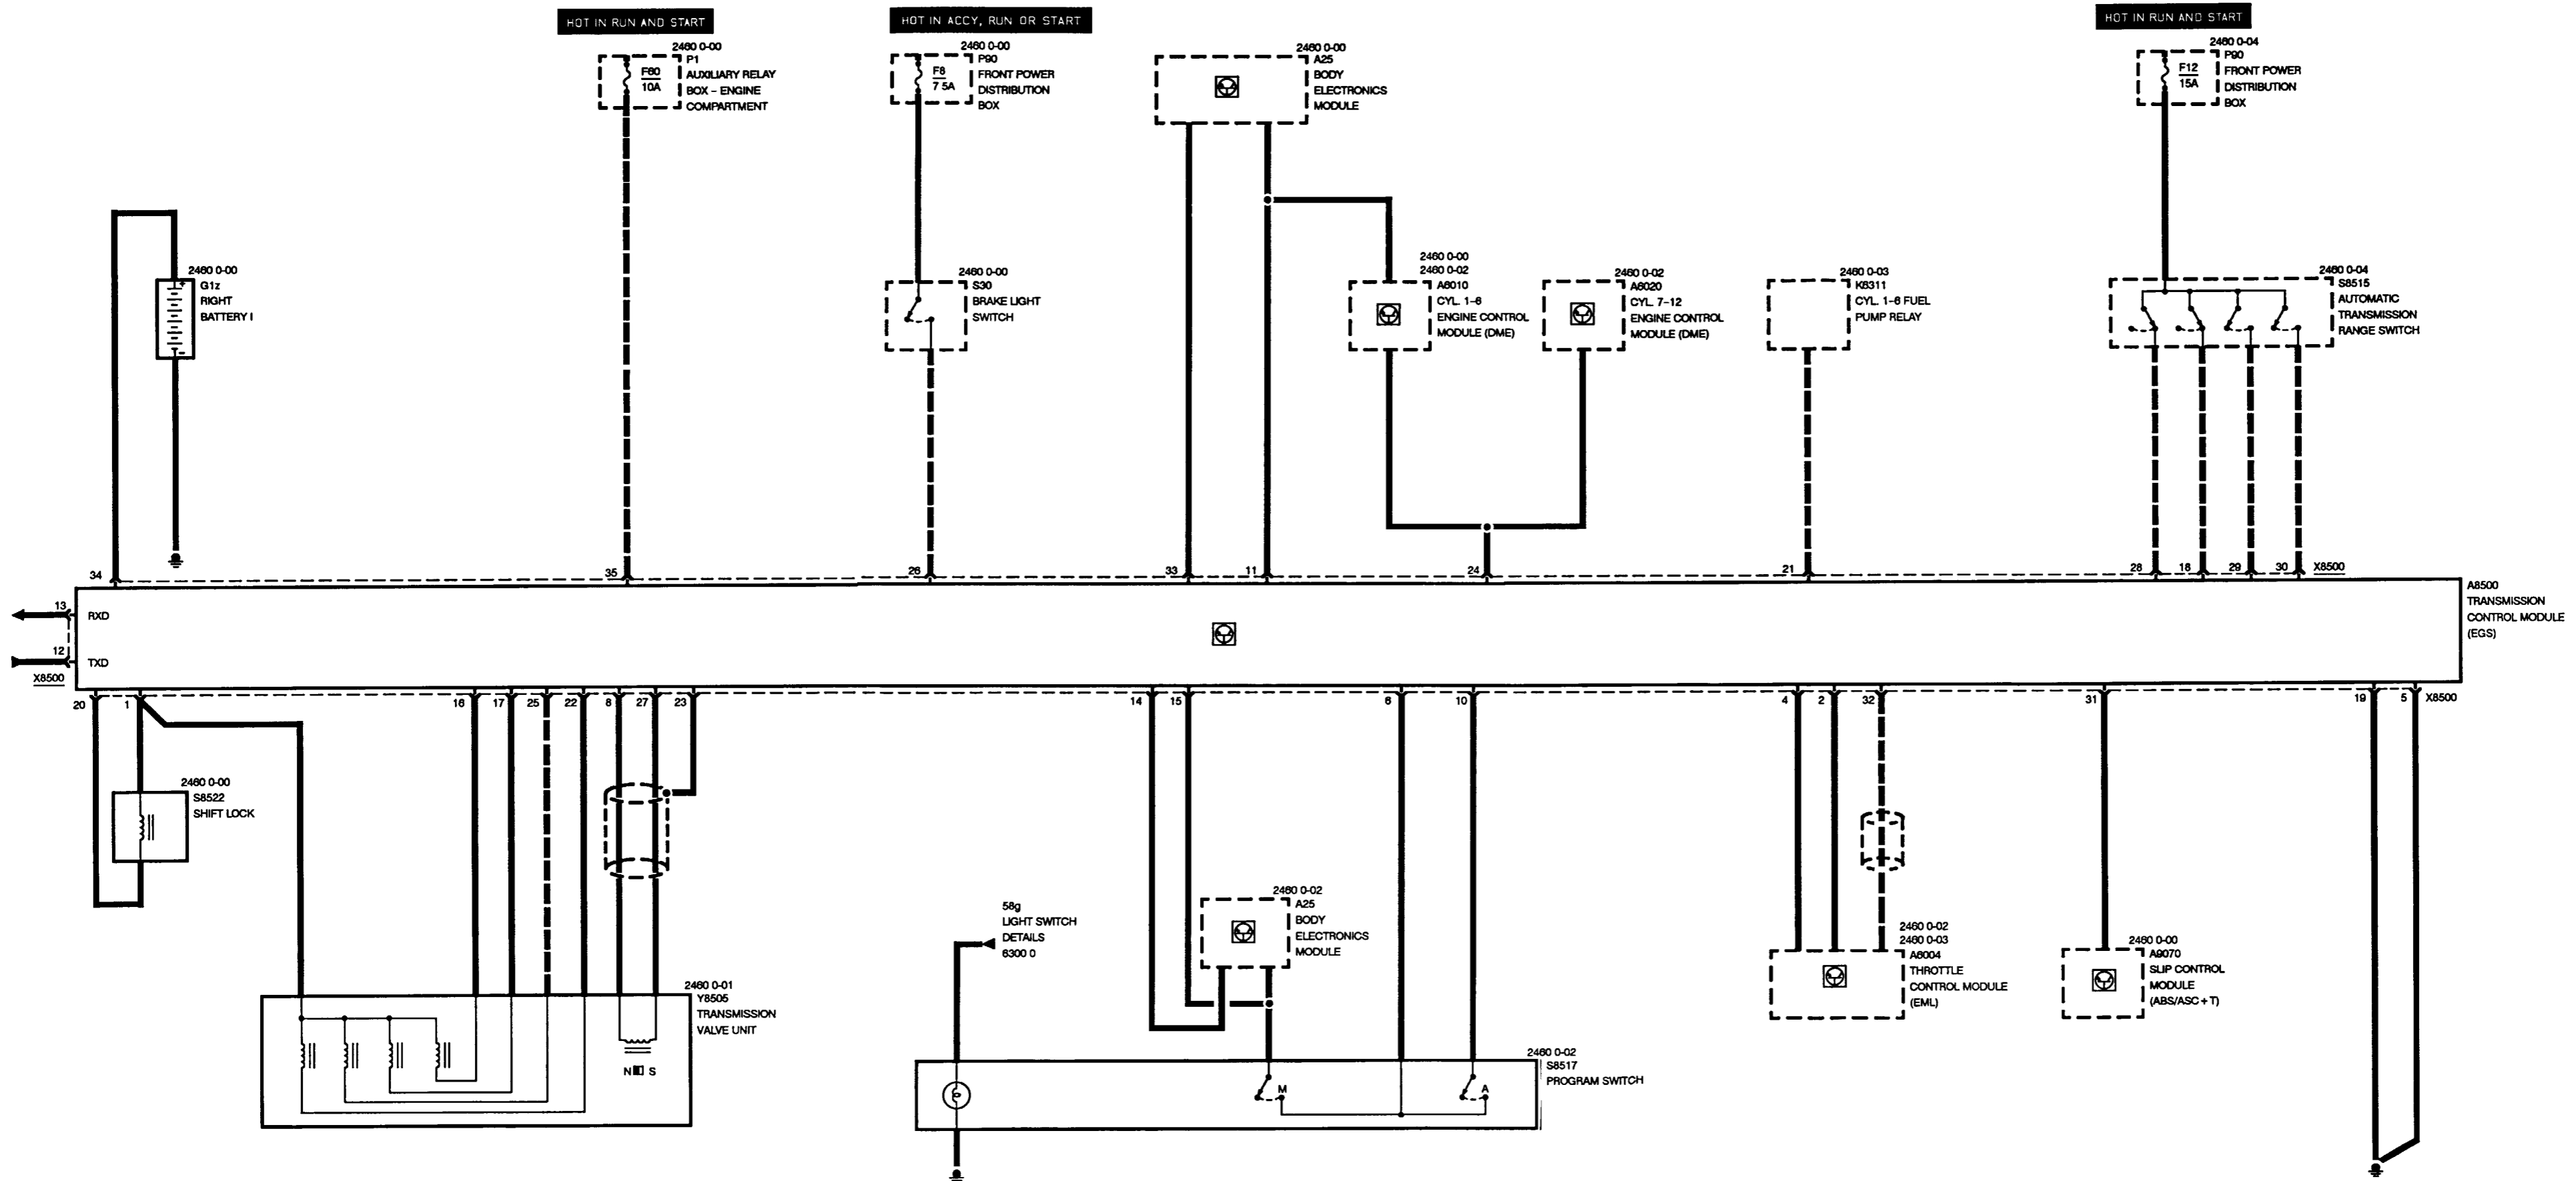 HOT IN RUN AND START
HOT IN ACCY, RUN OR START
HOT IN RUN AND START
2460 0-00
P1
AUXILIARY RELAY
BOX – ENGINE
COMPARTMENT
F60
10A
2460 0-00
P90
FRONT POWER
DISTRIBUTION
BOX
F8
7 5A
2460 0-00
A25
BODY
ELECTRONICS
MODULE
2460 0-04
P90
FRONT POWER
DISTRIBUTION
BOX
F12
15A
2460 0-00
G1z
RIGHT
BATTERY I
+
-
2460 0-00
S30
BRAKE LIGHT
SWITCH
2460 0-00
2460 0-02
A6010
CYL. 1-6
ENGINE CONTROL
MODULE (DME)
2460 0-02
A6020
CYL. 7-12
ENGINE CONTROL
MODULE (DME)
2460 0-03
K6311
CYL. 1-6 FUEL
PUMP RELAY
2460 0-04
S8515
AUTOMATIC
TRANSMISSION
RANGE SWITCH
34
35
26
33
11
24
21
28
18
29
30
X8500
13
RXD
12
TXD
X8500
A8500
TRANSMISSION
CONTROL MODULE
(EGS)
20
1
16
17
25
22
8
27
23
14
15
6
10
4
2
32
31
19
5
X8500
2460 0-00
S8522
SHIFT LOCK
2460 0-01
Y8505
TRANSMISSION
VALVE UNIT
N S
58g
LIGHT SWITCH
DETAILS
6300 0
2460 0-02
A25
BODY
ELECTRONICS
MODULE
2460 0-02
S8517
PROGRAM SWITCH
M
A
2460 0-02
2460 0-03
A6004
THROTTLE
CONTROL MODULE
(EML)
2460 0-00
A9070
SLIP CONTROL
MODULE
(ABS/ASC + T)